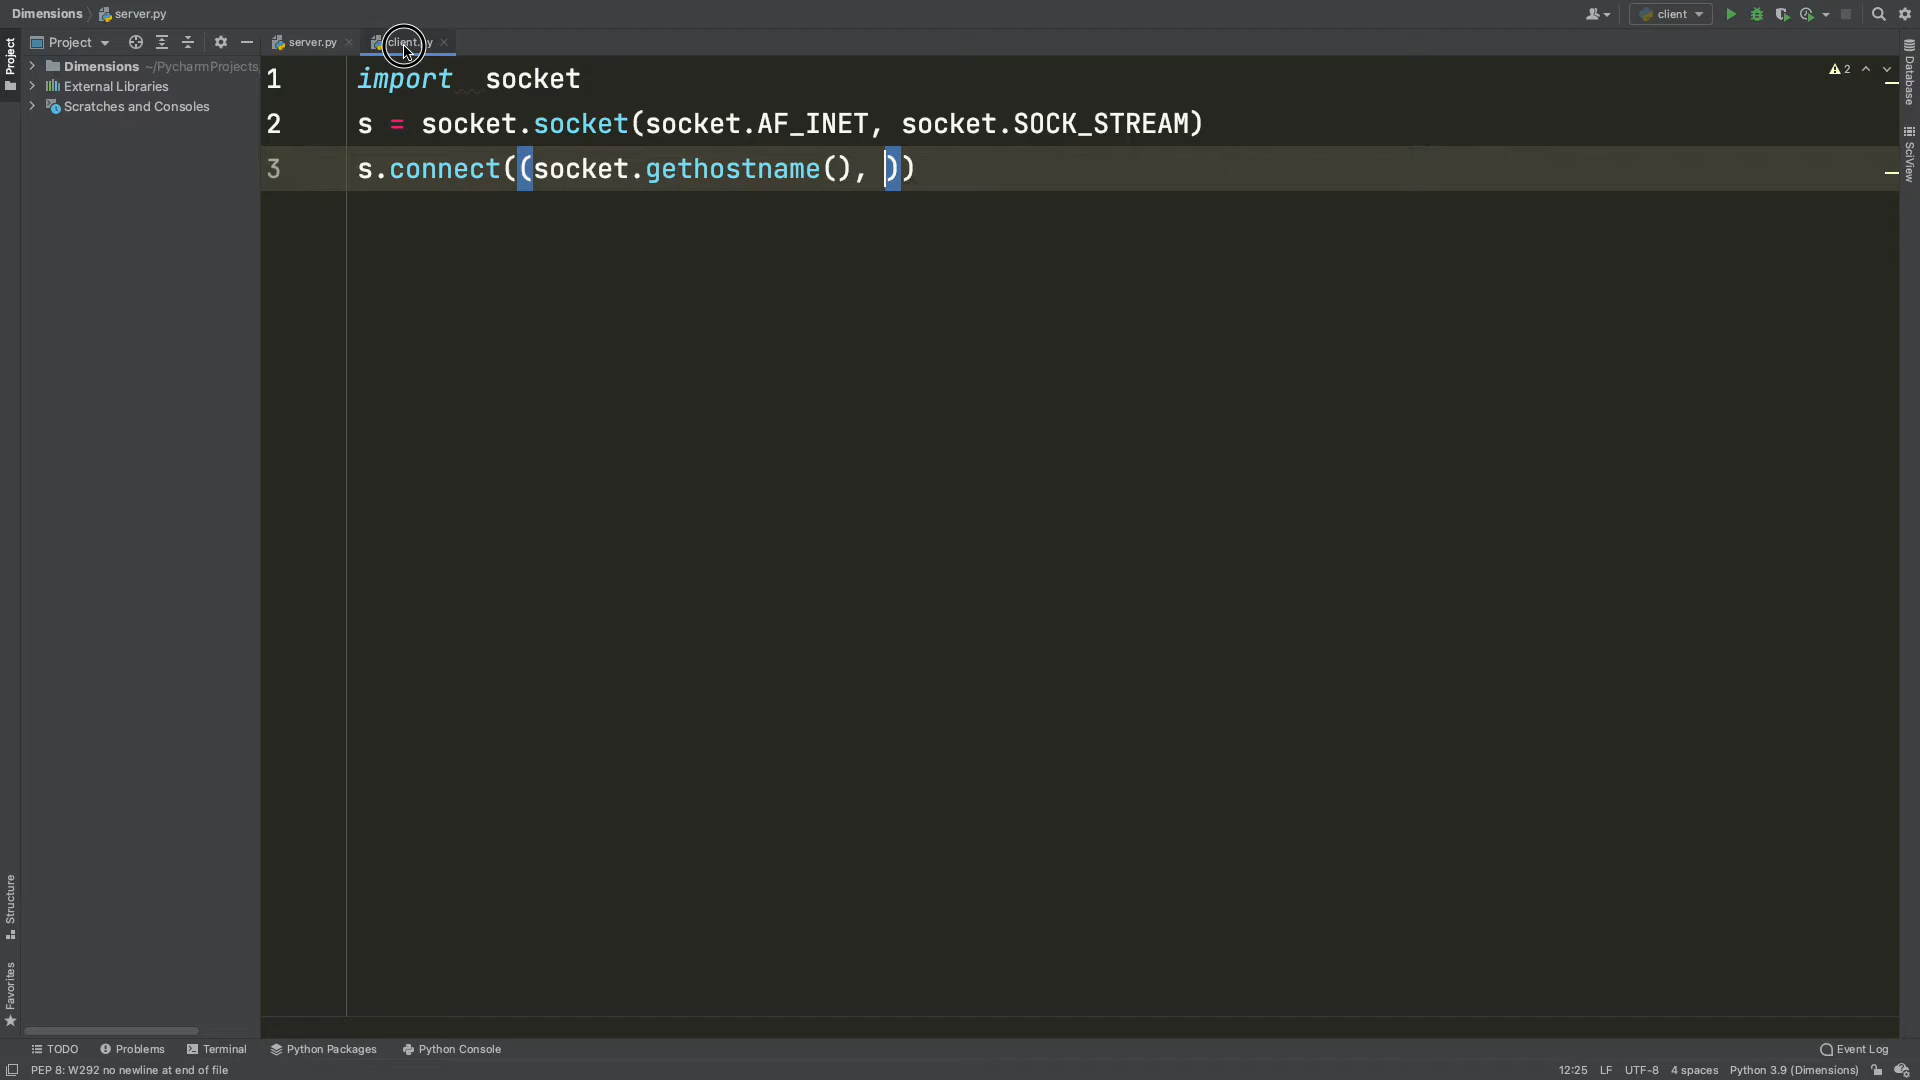 Dimensions server.py
client
Project
server.py client.py
Dimensions ~/PycharmProjects,
External Libraries
Scratches and Consoles
1 import  socket
2 s = socket.socket(socket.AF_INET, socket.SOCK_STREAM)
3 s.connect((socket.gethostname(), ))
2
Project
Structure
Favorites
Database
SciView
TODO Problems Terminal Python Packages Python Console Event Log
PEP 8: W292 no newline at end of file 12:25 LF UTF-8 4 spaces Python 3.9 (Dimensions)